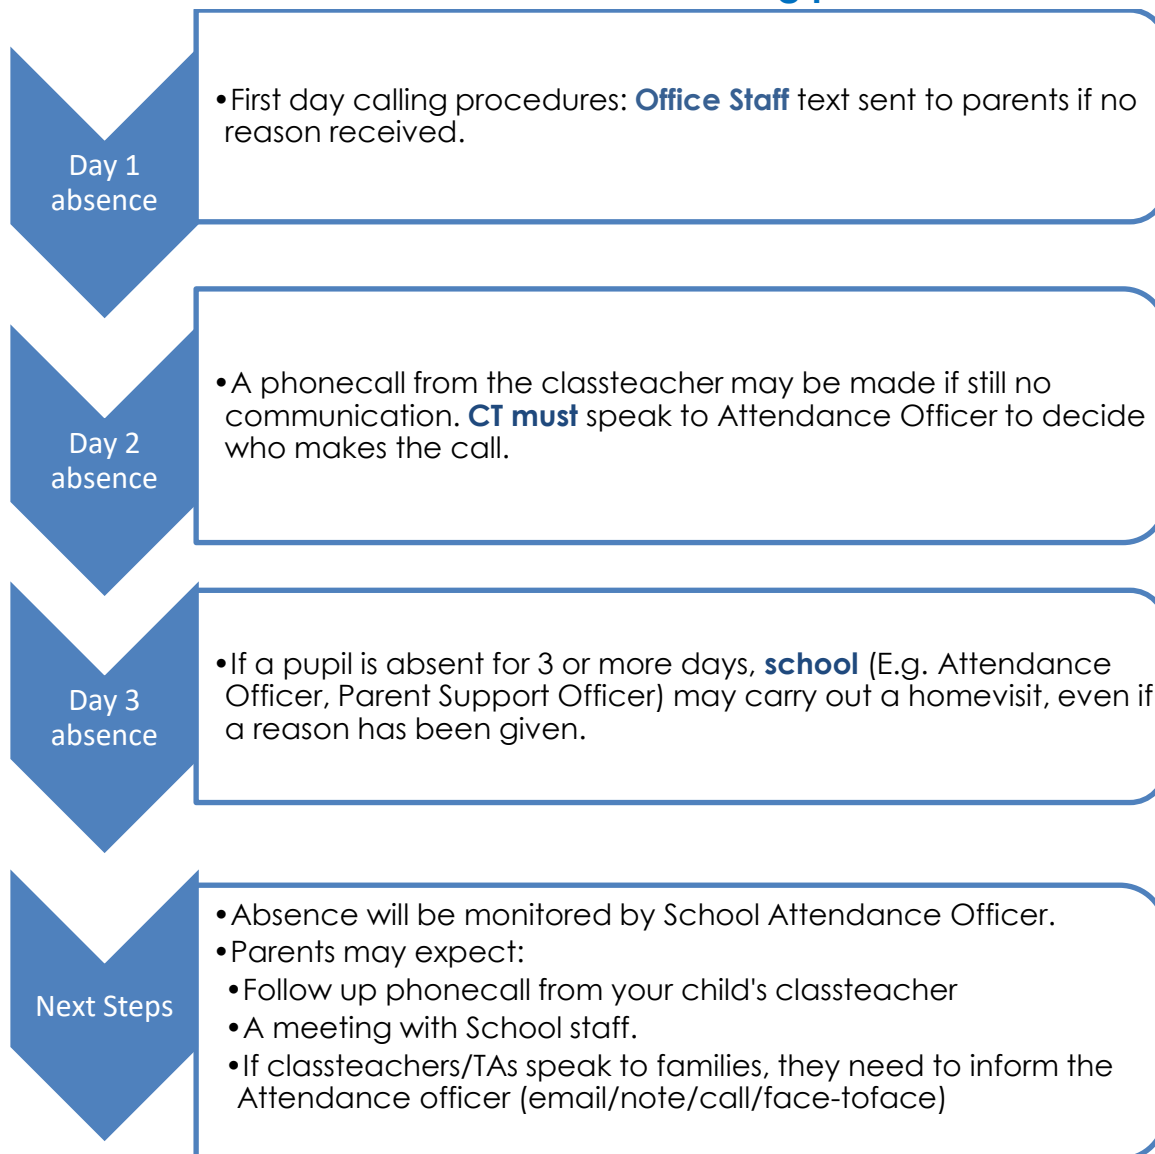 Day 1
absence
•First day calling procedures: Office Staff text sent to parents if no
reason received.
Day 2
absence
•A phonecall from the classteacher may be made if still no
communication. CT must speak to Attendance Officer to decide
who makes the call.
Day 3
absence
•If a pupil is absent for 3 or more days, school (E.g. Attendance
Officer, Parent Support Officer) may carry out a homevisit, even if
a reason has been given.
Next Steps
•Absence will be monitored by School Attendance Officer.
•Parents may expect:
•Follow up phonecall from your child's classteacher
•A meeting with School staff.
•If classteachers/TAs speak to families, they need to inform the
Attendance officer (email/note/call/face-toface)